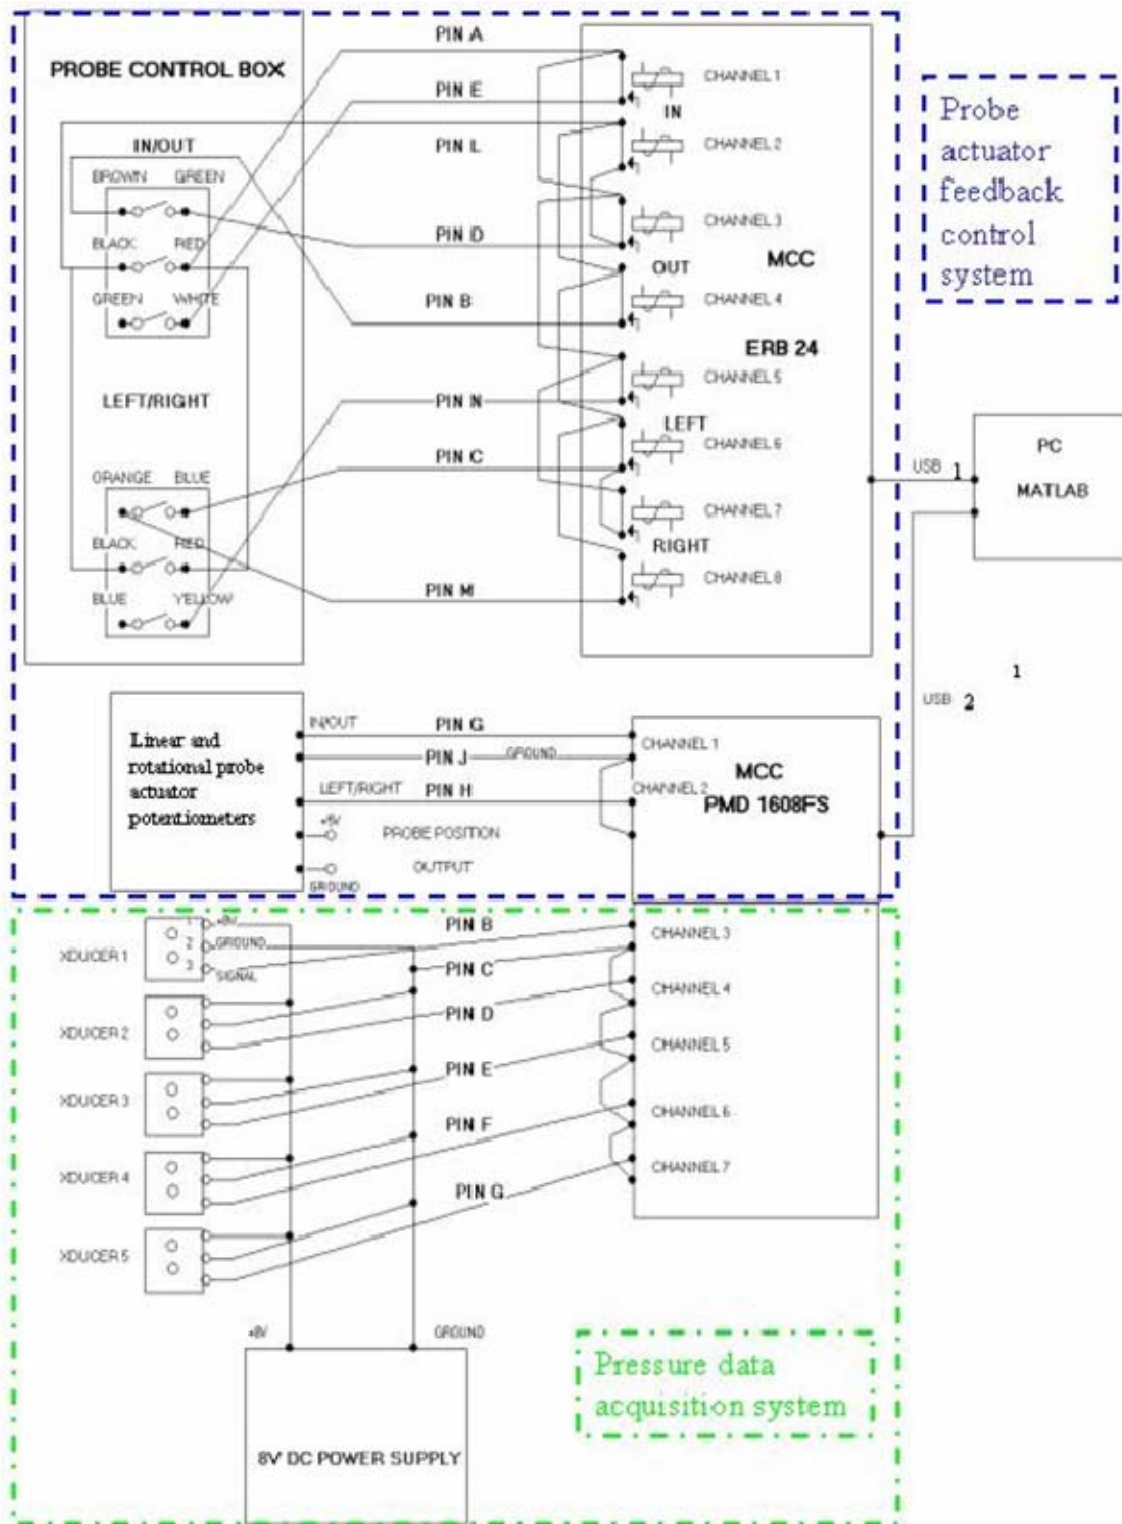 PROBE CONTROL BOX
IN/OUT
BROWN GREEN
BLACK RED
GREEN WHITE
LEFT/RIGHT
ORANGE BLUE
BLACK RED
BLUE YELLOW
PIN A
PIN E
PIN L
PIN D
PIN B
PIN N
PIN C
PIN M
CHANNEL 1
IN
CHANNEL 2
CHANNEL 3
MCC
OUT
CHANNEL 4
ERB 24
CHANNEL 5
LEFT
CHANNEL 6
CHANNEL 7
RIGHT
CHANNEL 8
Probe
actuator
feedback
control
system
PC
MATLAB
USB 1
1
USB 2
Linear and
rotational probe
actuator
potentiometers
IN/OUT
PIN G
PIN J GROUND
LEFT/RIGHT PIN H
+5V
PROBE POSITION
OUTPUT
GROUND
CHANNEL 1
MCC
CHANNEL 2
PMD 1608FS
XDUCER 1
1 +8V
2 GROUND
3 SIGNAL
XDUCER 2
XDUCER 3
XDUCER 4
XDUCER 5
PIN B
PIN C
PIN D
PIN E
PIN F
PIN G
CHANNEL 3
CHANNEL 4
CHANNEL 5
CHANNEL 6
CHANNEL 7
+8V GROUND
8V DC POWER SUPPLY
Pressure data
acquisition system